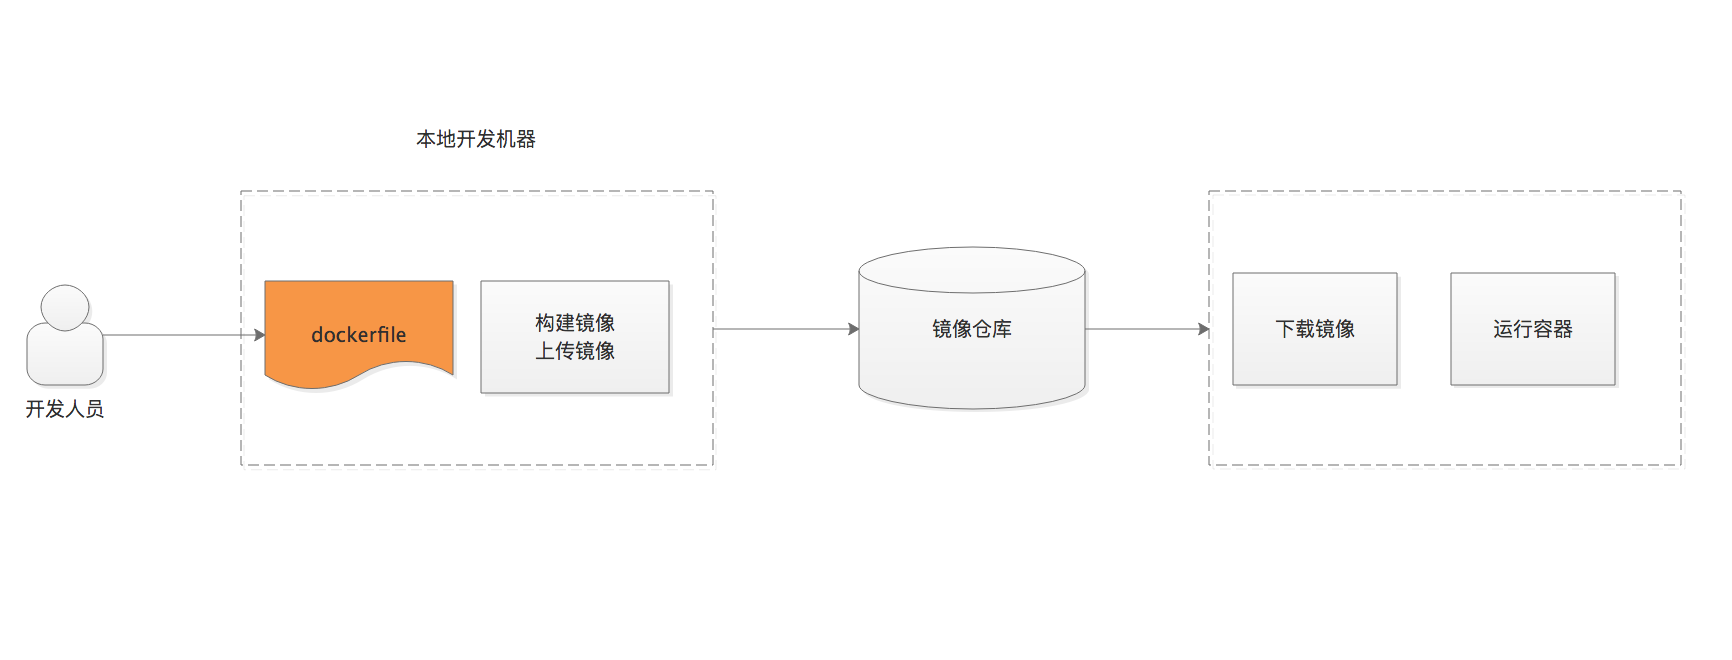 本地开发机器
开发人员
dockerfile
构建镜像
上传镜像
镜像仓库
下载镜像
运行容器